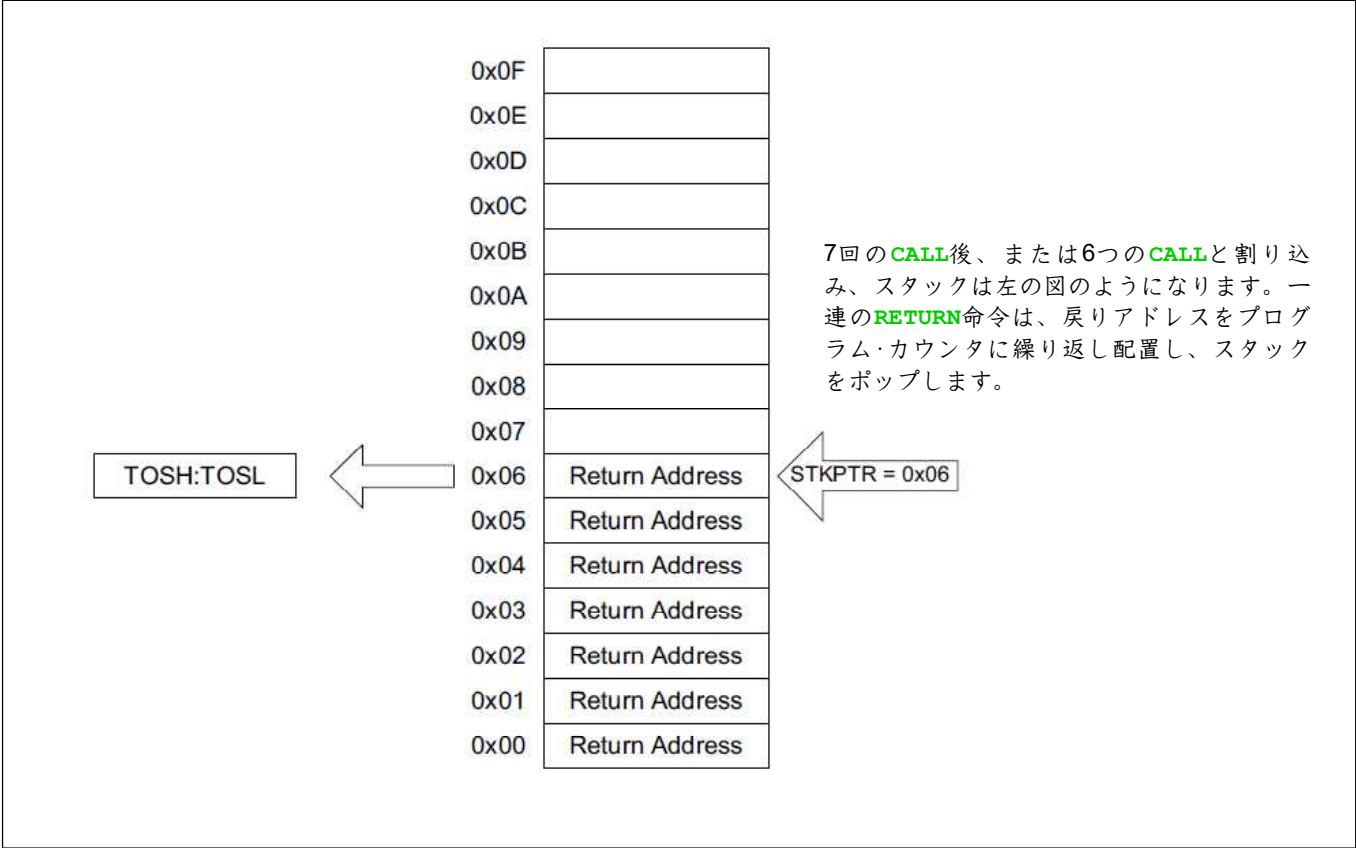 0x0F
0x0E
0x0D
0x0C
0x0B
0x0A
0x09
0x08
0x07
7回のCALL後、または6つのCALLと割り込
み、スタックは左の図のようになります。一
連のRETURN命令は、戻りアドレスをプログ
ラム·カウンタに繰り返し配置し、スタック
をポップします。
TOSH:TOSL
0x06 Return Address
STKPTR = 0x06
0x05 Return Address
0x04 Return Address
0x03 Return Address
0x02 Return Address
0x01 Return Address
0x00 Return Address